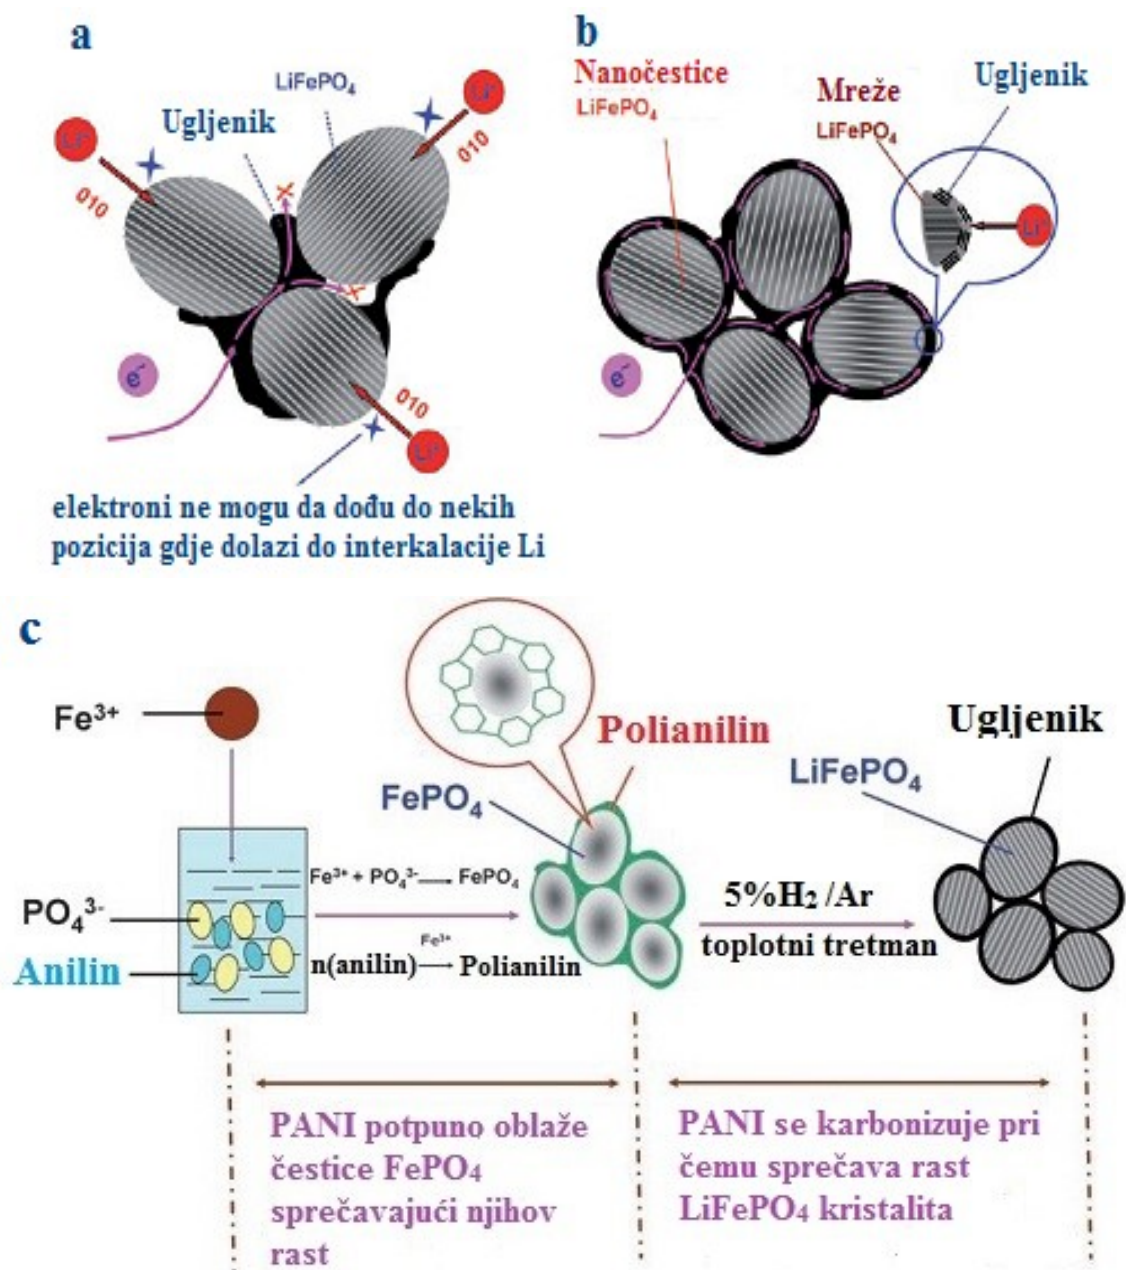 a
LiFePO₄
Ugljenik
Li⁺
Li⁺
010
010
X
X
e⁻
010
Li⁺
elektroni ne mogu da dođu do nekih
pozicija gdje dolazi do interkalacije Li
b
Nanočestice
LiFePO₄
Mreže
LiFePO₄
Ugljenik
Li⁺
e⁻
c
Fe³⁺
PO₄³⁻
Anilin
Fe³⁺ + PO₄³⁻ → FePO₄
Fe³⁺
n(anilin) → Polianilin
FePO₄
Polianilin
5%H₂ /Ar
toplotni tretman
LiFePO₄
Ugljenik
PANI potpuno oblaže
čestice FePO₄
sprečavajući njihov
rast
PANI se karbonizuje pri
čemu sprečava rast
LiFePO₄ kristalita